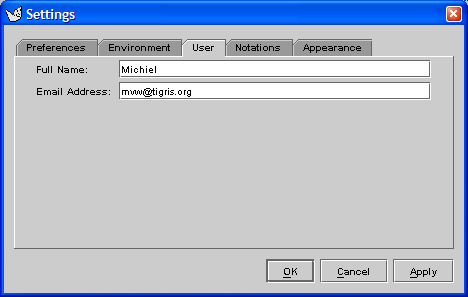 Settings
Preferences Environment User Notations Appearance
Full Name: Michiel
Email Address: mvw@tigris.org
OK Cancel Apply